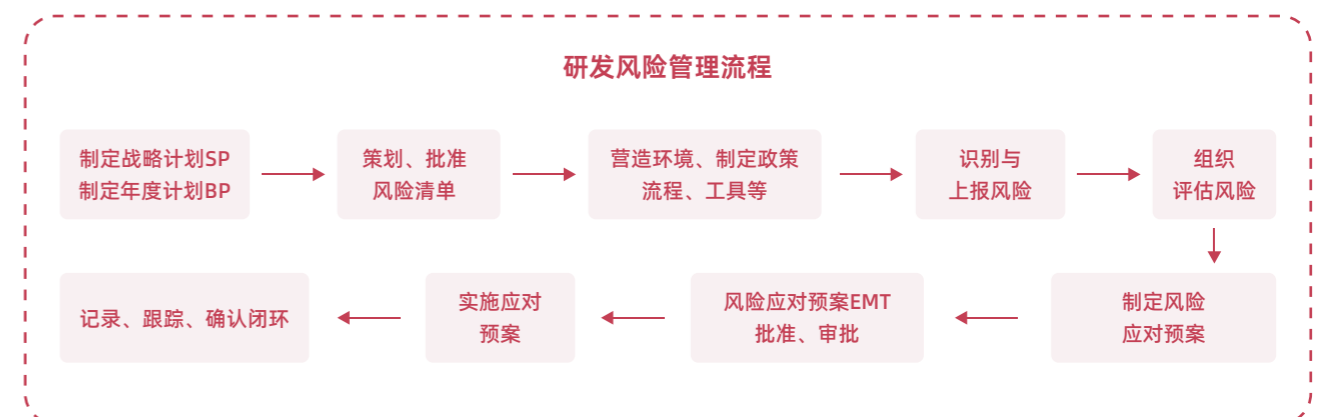 研发风险管理流程
制定战略计划SP
制定年度计划BP
策划、批准
风险清单
营造环境、制定政策
流程、工具等
识别与
上报风险
组织
评估风险
制定风险
应对预案
风险应对预案EMT
批准、审批
实施应对
预案
记录、跟踪、确认闭环